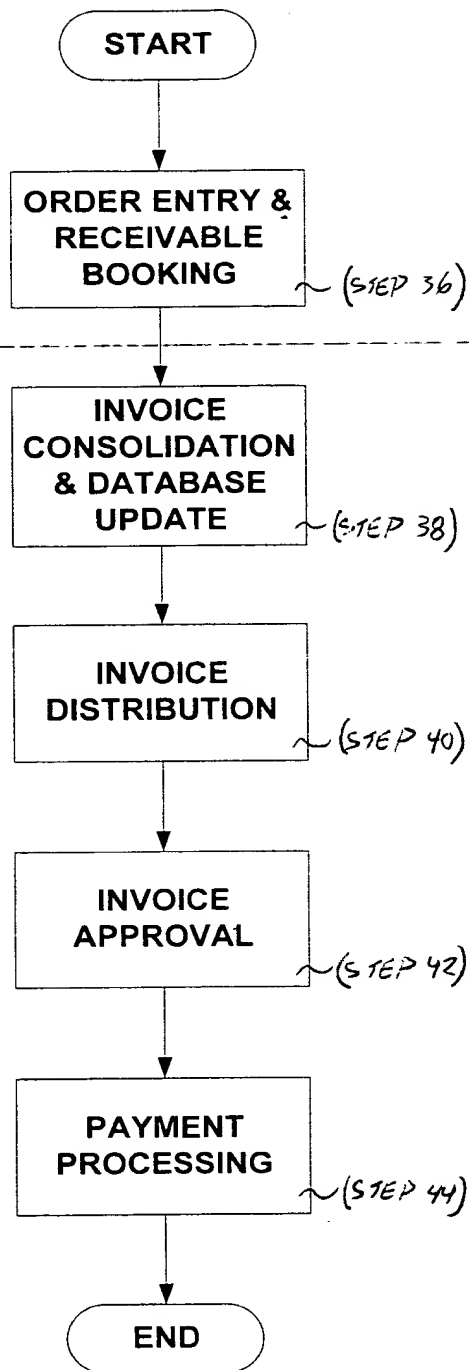 START
ORDER ENTRY &
RECEIVABLE
BOOKING
(STEP 36)
INVOICE
CONSOLIDATION
& DATABASE
UPDATE
(STEP 38)
INVOICE
DISTRIBUTION
(STEP 40)
INVOICE
APPROVAL
(STEP 42)
PAYMENT
PROCESSING
(STEP 44)
END